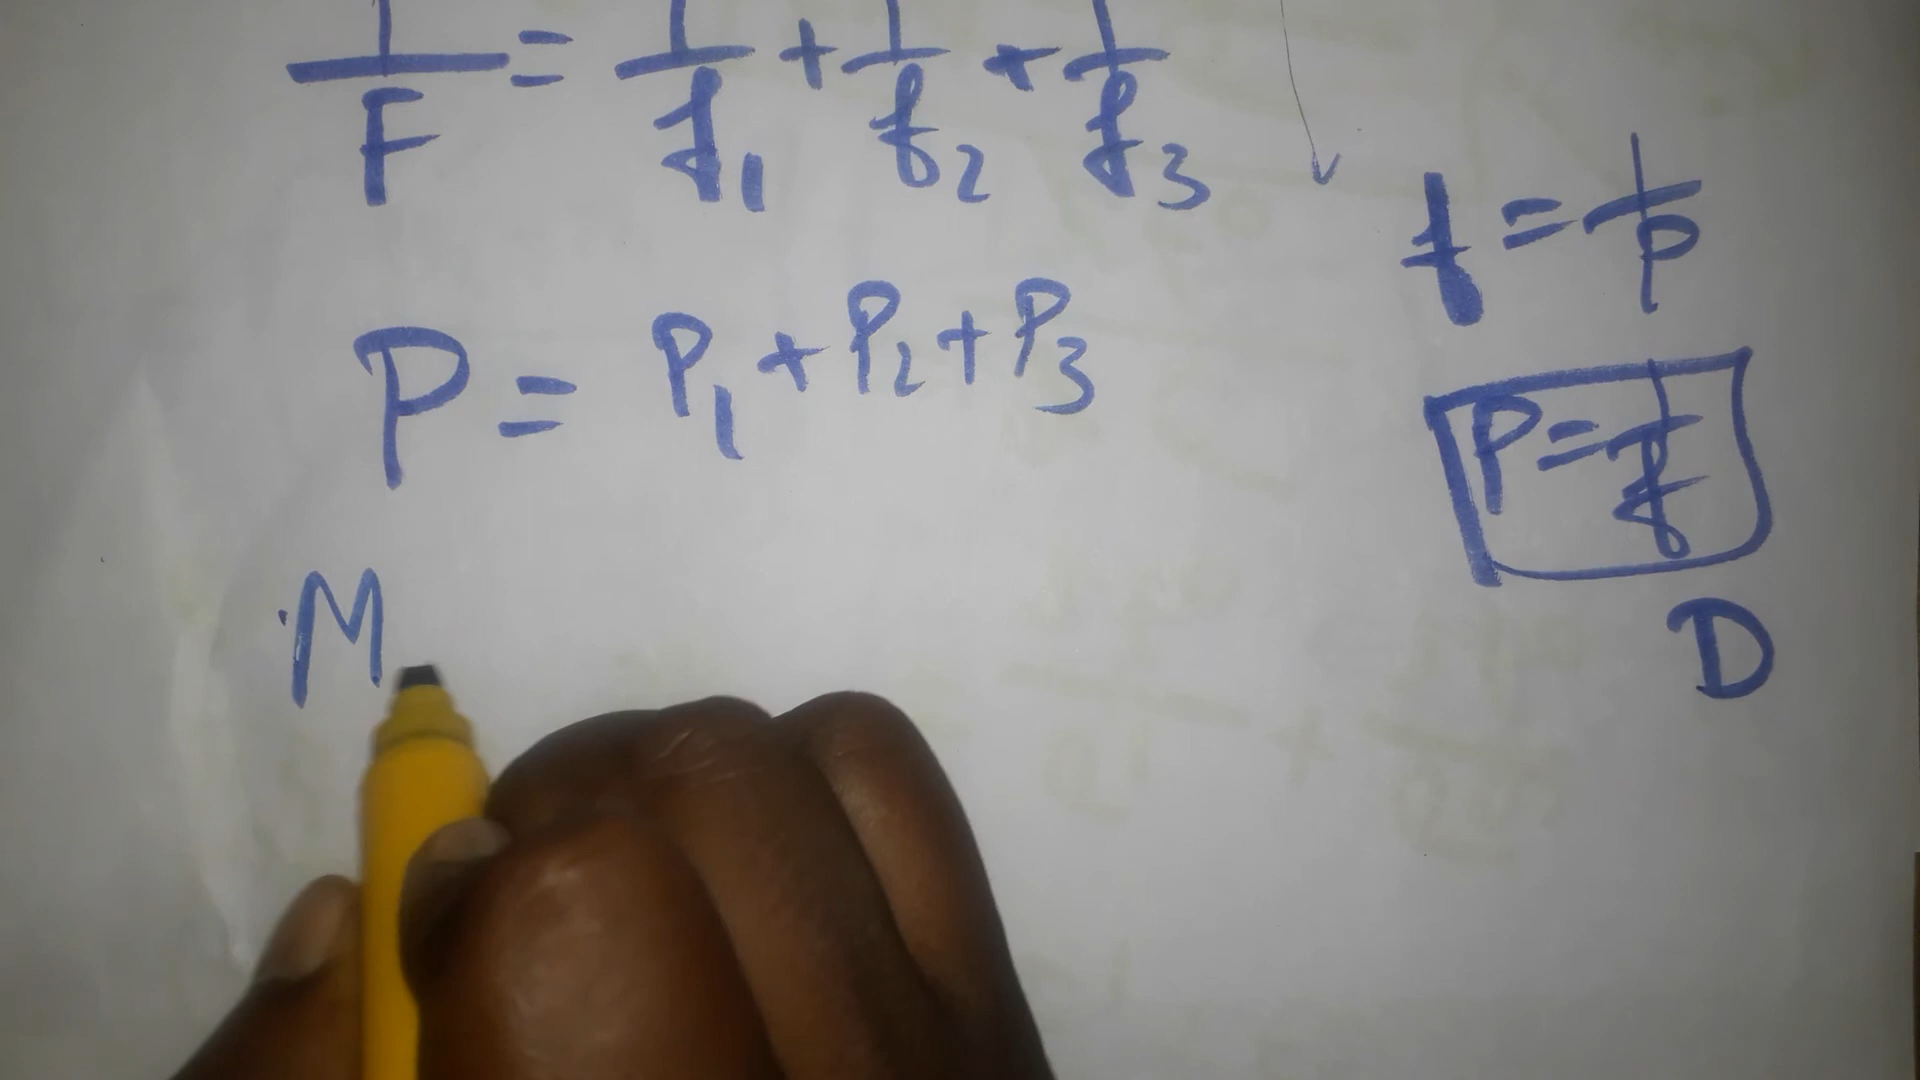 1/F = 1/f1 + 1/f2 + 1/f3
f = 1/p
P = P1 + P2 + P3
P = 1/f
D
M